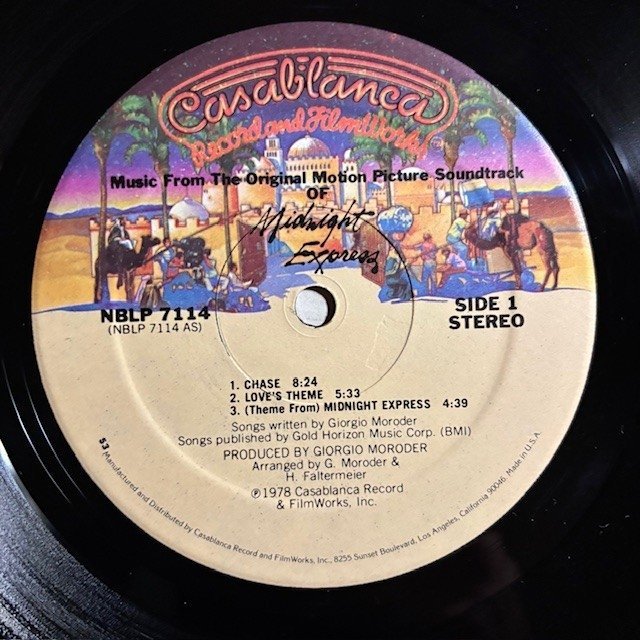 Casablanca
Record and FilmWorks
Music From The Original Motion Picture Soundtrack
OF
Midnight
Express
NBLP 7114
(NBLP 7114 AS)
SIDE 1
STEREO
1. CHASE 8:24
2. LOVE'S THEME 5:33
3. (Theme From) MIDNIGHT EXPRESS 4:39
Songs written by Giorgio Moroder
Songs published by Gold Horizon Music Corp. (BMI)
PRODUCED BY GIORGIO MORODER
Arranged by G. Moroder &
H. Faltermeier
℗1978 Casablanca Record
& FilmWorks, Inc.
53 Manufactured and Distributed by Casablanca Record and FilmWorks, Inc., 8255 Sunset Boulevard, Los Angeles, California 90046. Made in U.S.A.